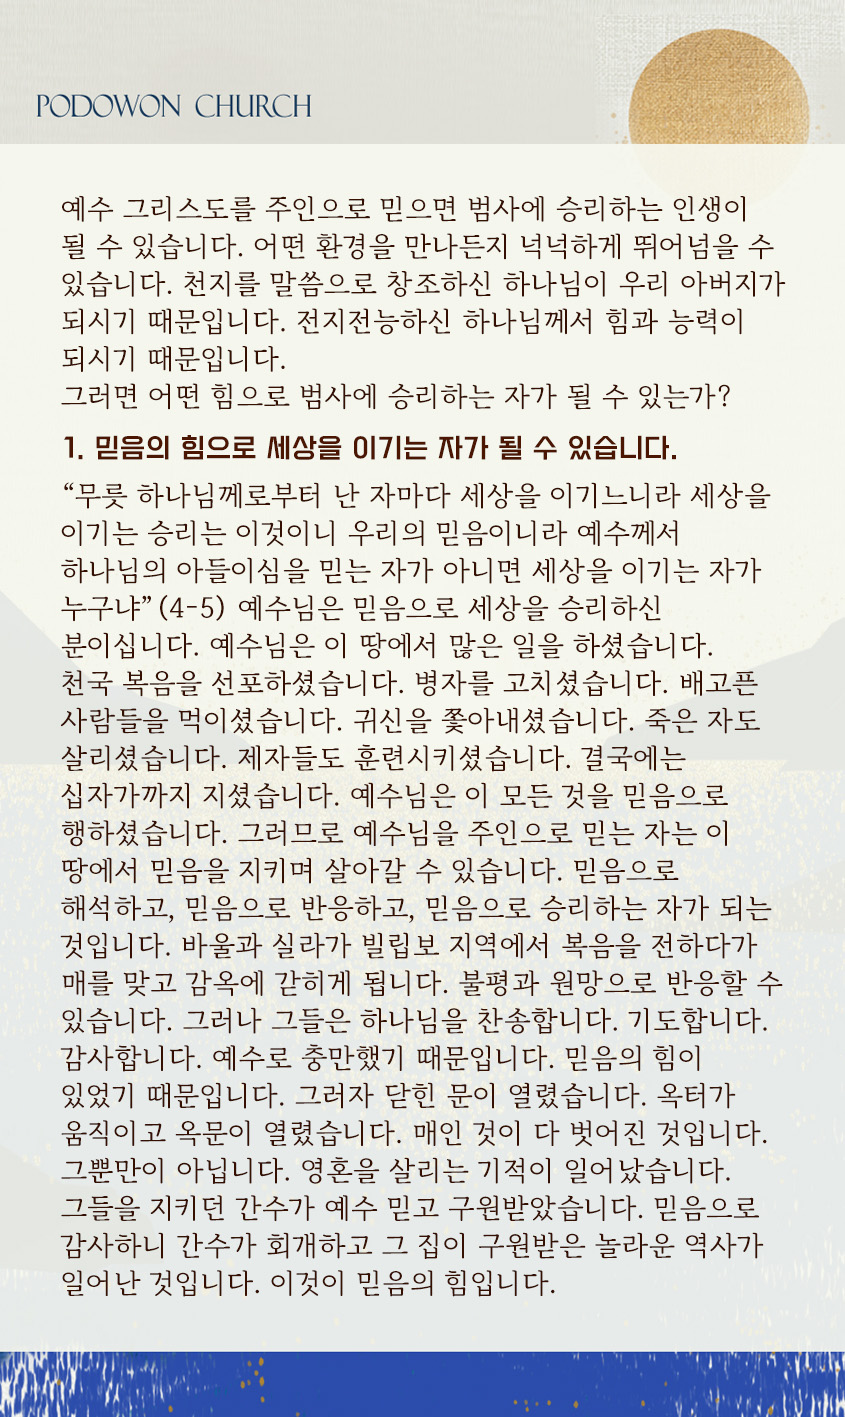 PODOWON CHURCH
예수 그리스도를 주인으로 믿으면 범사에 승리하는 인생이
될 수 있습니다. 어떤 환경을 만나든지 넉넉하게 뛰어넘을 수
있습니다. 천지를 말씀으로 창조하신 하나님이 우리 아버지가
되시기 때문입니다. 전지전능하신 하나님께서 힘과 능력이
되시기 때문입니다.
그러면 어떤 힘으로 범사에 승리하는 자가 될 수 있는가?
1. 믿음의 힘으로 세상을 이기는 자가 될 수 있습니다.
“무릇 하나님께로부터 난 자마다 세상을 이기느니라 세상을
이기는 승리는 이것이니 우리의 믿음이니라 예수께서
하나님의 아들이심을 믿는 자가 아니면 세상을 이기는 자가
누구냐”(4-5) 예수님은 믿음으로 세상을 승리하신
분이십니다. 예수님은 이 땅에서 많은 일을 하셨습니다.
천국 복음을 선포하셨습니다. 병자를 고치셨습니다. 배고픈
사람들을 먹이셨습니다. 귀신을 쫓아내셨습니다. 죽은 자도
살리셨습니다. 제자들도 훈련시키셨습니다. 결국에는
십자가까지 지셨습니다. 예수님은 이 모든 것을 믿음으로
행하셨습니다. 그러므로 예수님을 주인으로 믿는 자는 이
땅에서 믿음을 지키며 살아갈 수 있습니다. 믿음으로
해석하고, 믿음으로 반응하고, 믿음으로 승리하는 자가 되는
것입니다. 바울과 실라가 빌립보 지역에서 복음을 전하다가
매를 맞고 감옥에 갇히게 됩니다. 불평과 원망으로 반응할 수
있습니다. 그러나 그들은 하나님을 찬송합니다. 기도합니다.
감사합니다. 예수로 충만했기 때문입니다. 믿음의 힘이
있었기 때문입니다. 그러자 닫힌 문이 열렸습니다. 옥터가
움직이고 옥문이 열렸습니다. 매인 것이 다 벗어진 것입니다.
그뿐만이 아닙니다. 영혼을 살리는 기적이 일어났습니다.
그들을 지키던 간수가 예수 믿고 구원받았습니다. 믿음으로
감사하니 간수가 회개하고 그 집이 구원받은 놀라운 역사가
일어난 것입니다. 이것이 믿음의 힘입니다.